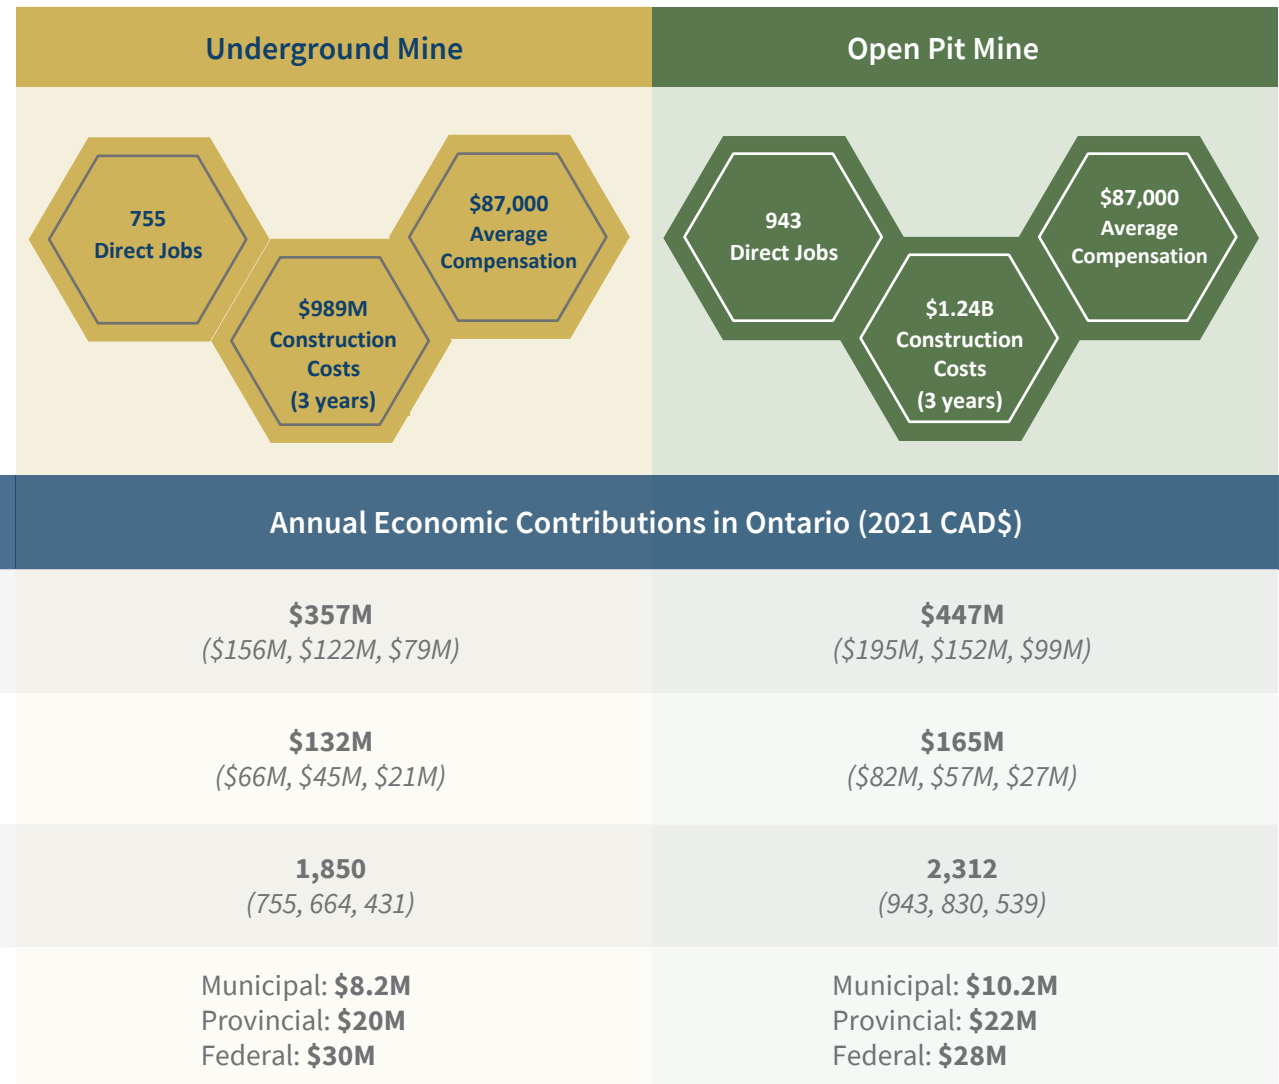 Underground Mine
Open Pit Mine
755
Direct Jobs
$989M
Construction
Costs
(3 years)
$87,000
Average
Compensation
943
Direct Jobs
$1.24B
Construction
Costs
(3 years)
$87,000
Average
Compensation
Annual Economic Contributions in Ontario (2021 CAD$)
$357M
($156M, $122M, $79M)
$447M
($195M, $152M, $99M)
$132M
($66M, $45M, $21M)
$165M
($82M, $57M, $27M)
1,850
(755, 664, 431)
2,312
(943, 830, 539)
Municipal: $8.2M
Provincial: $20M
Federal: $30M
Municipal: $10.2M
Provincial: $22M
Federal: $28M